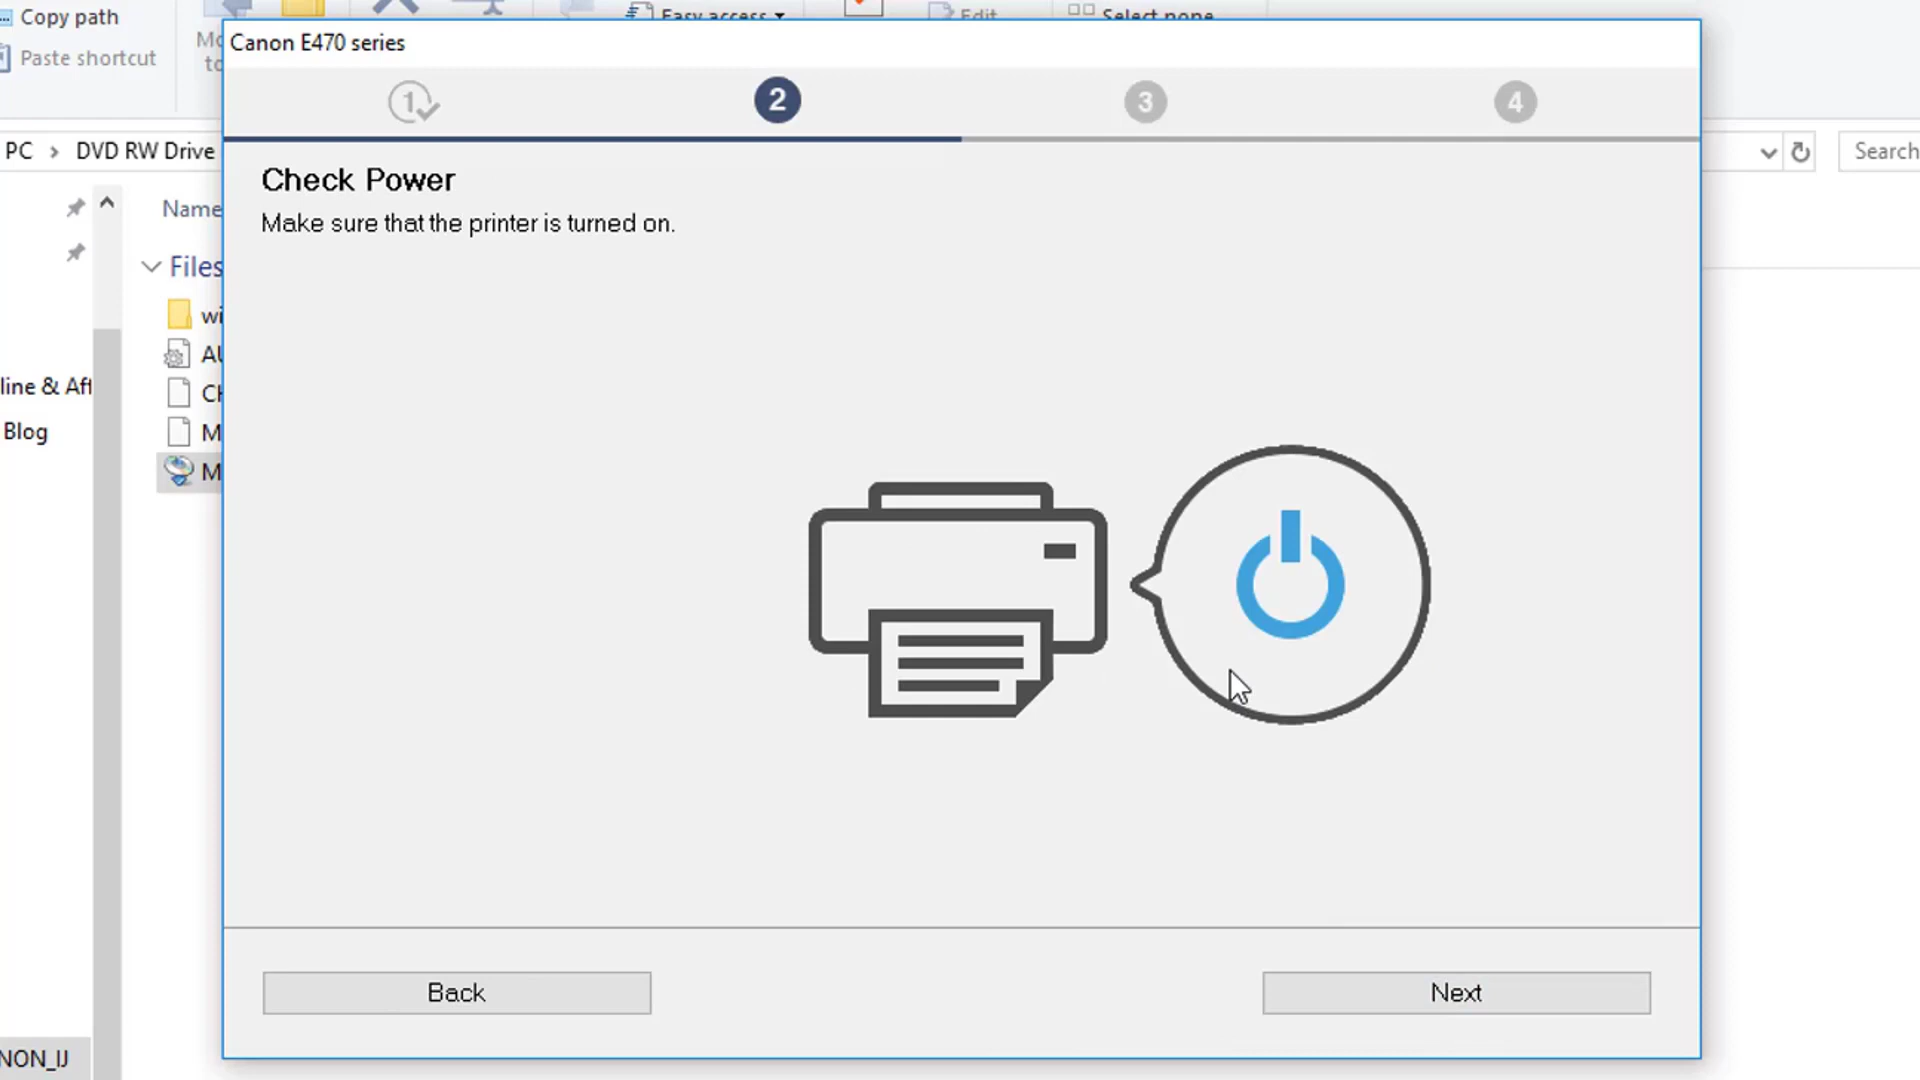 Copy path
Paste shortcut
Easy access
Edit
Select none
Canon E470 series
1
2
3
4
PC > DVD RW Drive
Search
Check Power
Make sure that the printer is turned on.
Name
Files
line & Aff
Blog
Back
Next
NON_IJ